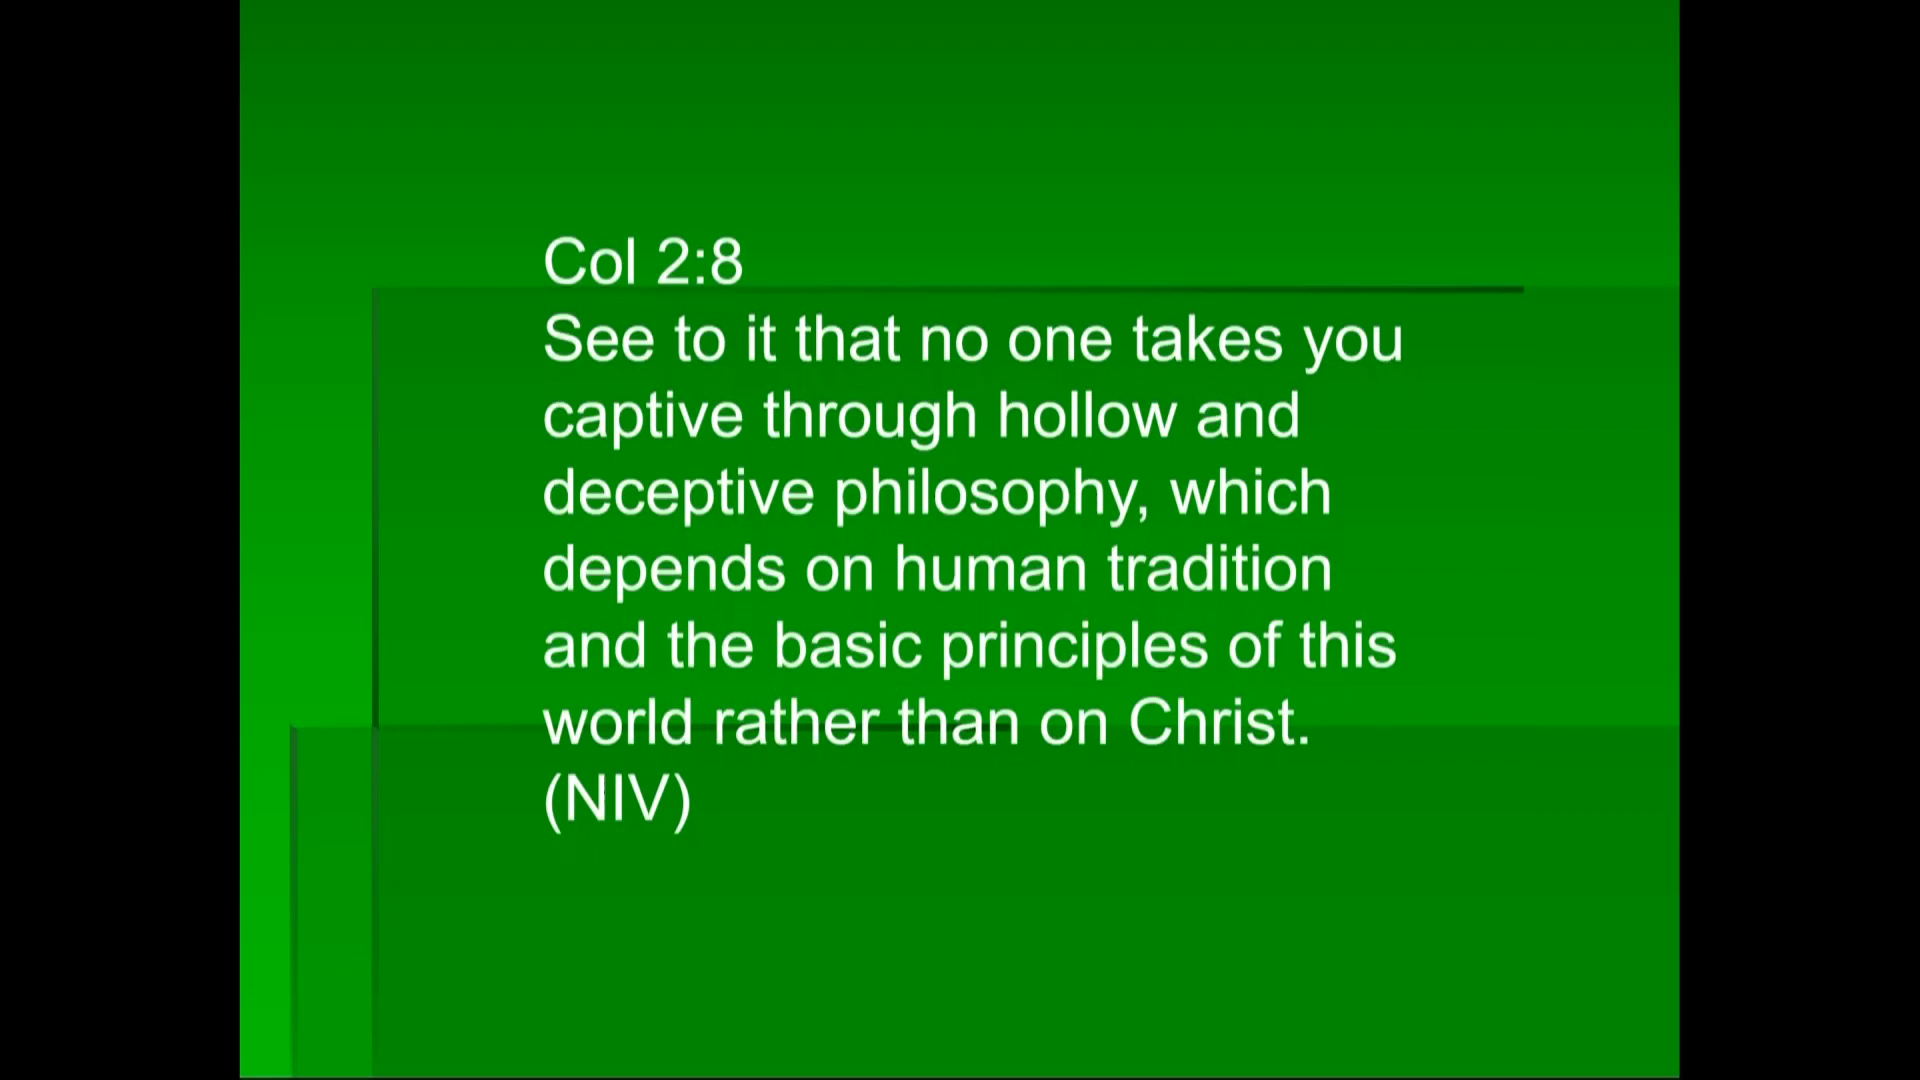 Col 2:8
See to it that no one takes you
captive through hollow and
deceptive philosophy, which
depends on human tradition
and the basic principles of this
world rather than on Christ.
(NIV)